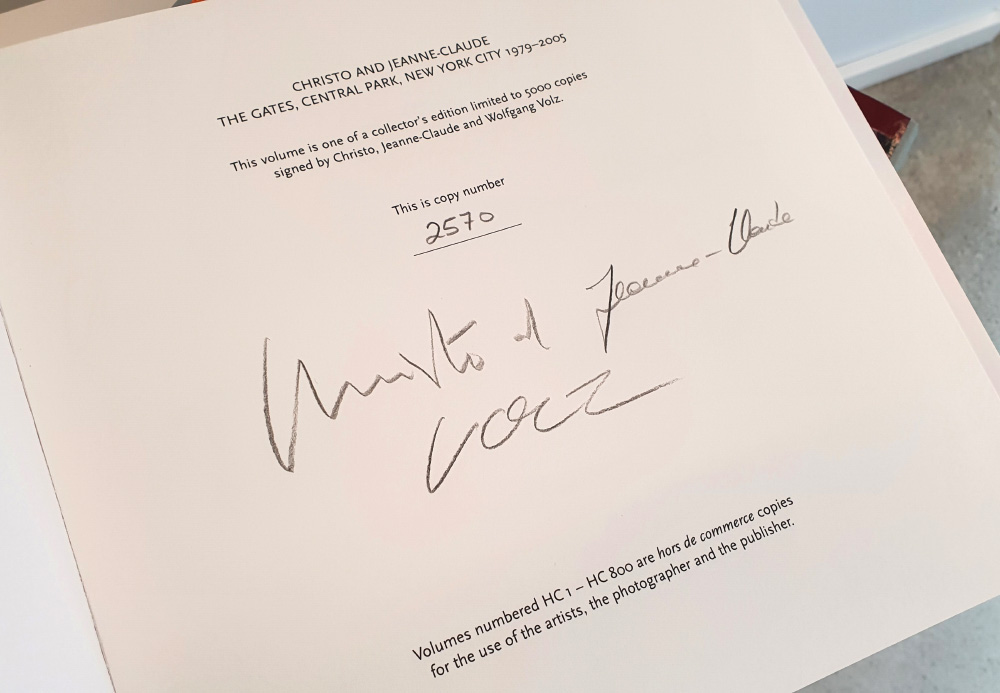 CHRISTO AND JEANNE-CLAUDE
THE GATES, CENTRAL PARK, NEW YORK CITY 1979–2005
This volume is one of a collector's edition limited to 5000 copies
signed by Christo, Jeanne-Claude and Wolfgang Volz.
This is copy number
2570
Christo et Jeanne-Claude
VOLZ
Volumes numbered HC 1 – HC 800 are hors de commerce copies
for the use of the artists, the photographer and the publisher.